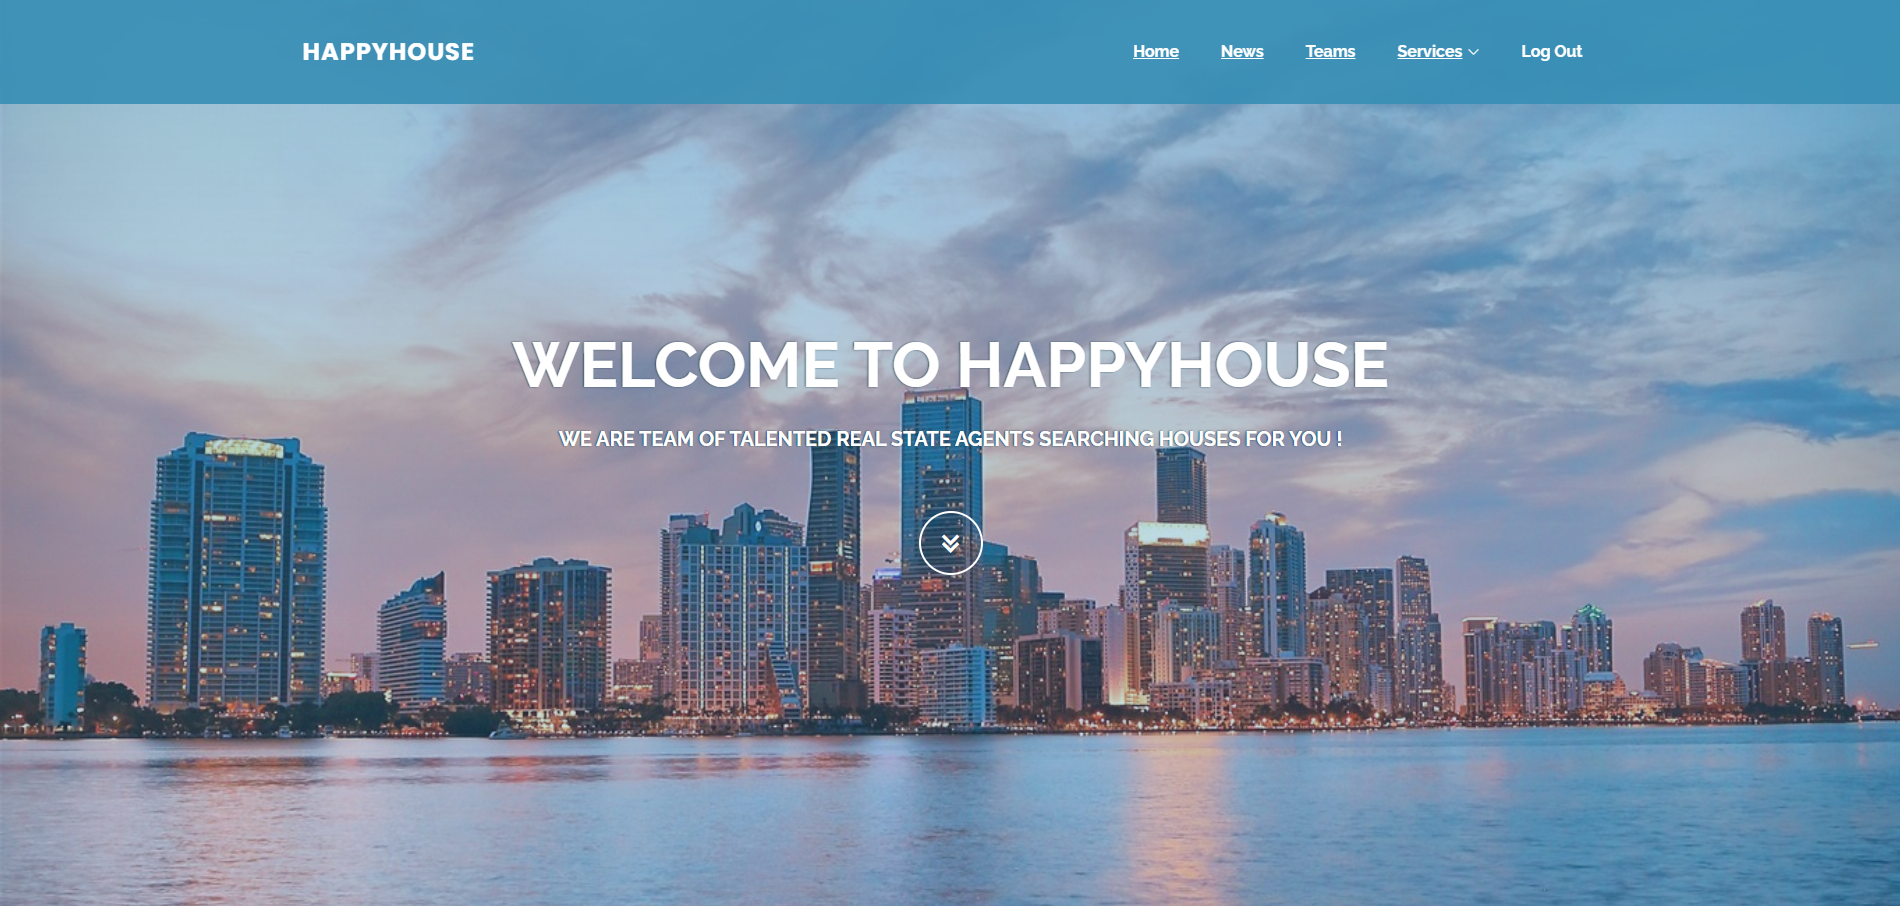 HAPPYHOUSE
Home News Teams Services Log Out
WELCOME TO HAPPYHOUSE
WE ARE TEAM OF TALENTED REAL STATE AGENTS SEARCHING HOUSES FOR YOU !